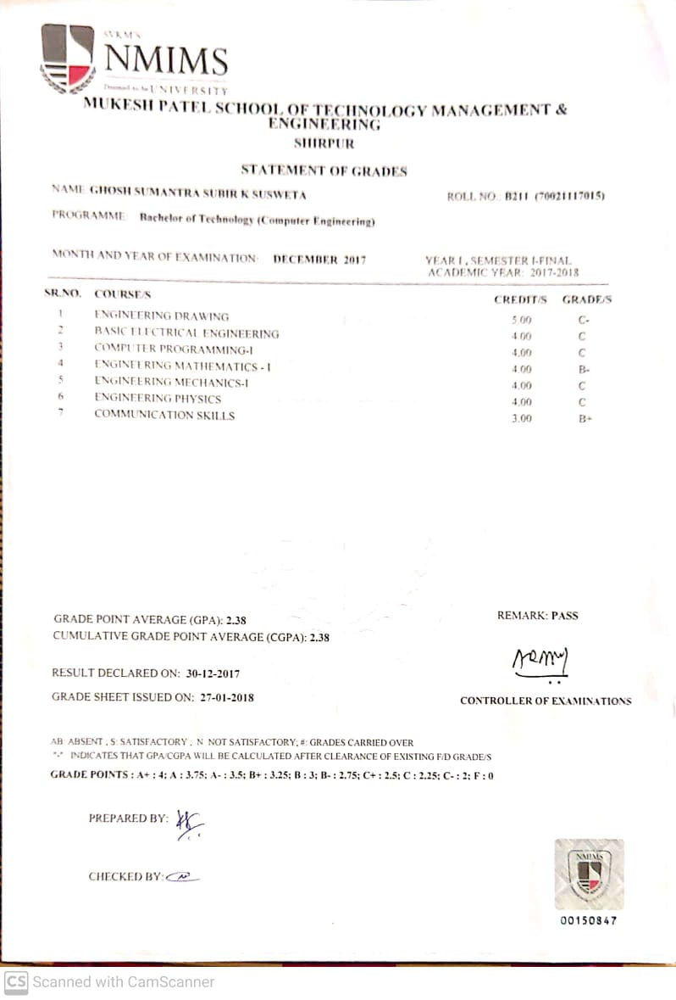 SVKM'S
NMIMS
Deemed to be UNIVERSITY
MUKESH PATEL SCHOOL OF TECHNOLOGY MANAGEMENT &
ENGINEERING
SHIRPUR
STATEMENT OF GRADES
NAME: GHOSH SUMANTRA SUBIR K SUSWETA
ROLL NO.: B211 (70021117015)
PROGRAMME: Bachelor of Technology (Computer Engineering)
MONTH AND YEAR OF EXAMINATION: DECEMBER 2017
YEAR I, SEMESTER I-FINAL
ACADEMIC YEAR: 2017-2018
SR.NO. COURSE/S CREDIT/S GRADE/S
1 ENGINEERING DRAWING 5.00 C-
2 BASIC ELECTRICAL ENGINEERING 4.00 C
3 COMPUTER PROGRAMMING-I 4.00 C
4 ENGINEERING MATHEMATICS - I 4.00 B-
5 ENGINEERING MECHANICS-I 4.00 C
6 ENGINEERING PHYSICS 4.00 C
7 COMMUNICATION SKILLS 3.00 B+
GRADE POINT AVERAGE (GPA): 2.38
REMARK: PASS
CUMULATIVE GRADE POINT AVERAGE (CGPA): 2.38
RESULT DECLARED ON: 30-12-2017
GRADE SHEET ISSUED ON: 27-01-2018
CONTROLLER OF EXAMINATIONS
AB: ABSENT ; S: SATISFACTORY ; N: NOT SATISFACTORY; #: GRADES CARRIED OVER
"-" INDICATES THAT GPA/CGPA WILL BE CALCULATED AFTER CLEARANCE OF EXISTING F/D GRADE/S
GRADE POINTS : A+ : 4; A : 3.75; A- : 3.5; B+ : 3.25; B : 3; B- : 2.75; C+ : 2.5; C : 2.25; C- : 2; F : 0
PREPARED BY:
CHECKED BY:
NMIMS
00150847
CS Scanned with CamScanner